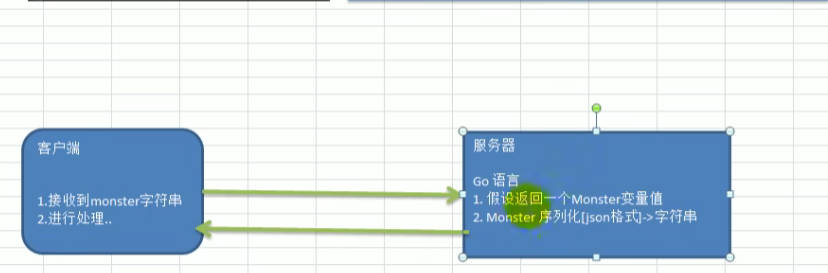 客户端
1.接收到monster字符串
2.进行处理..
服务器
Go 语言
1. 假设返回一个Monster变量值
2. Monster 序列化[json格式]->字符串